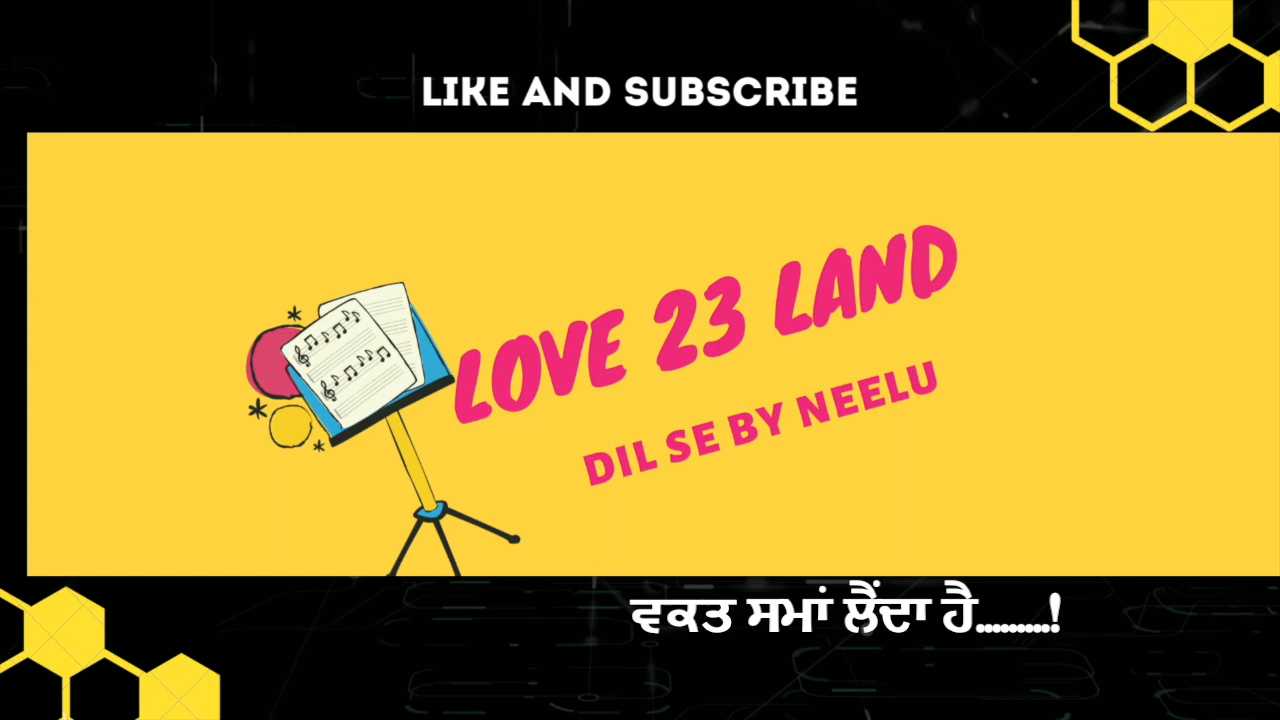 LIKE AND SUBSCRIBE
LOVE 23 LAND
DIL SE BY NEELU
ਵਕਤ ਸਮਾਂ ਲੈਂਦਾ ਹੈ.........!